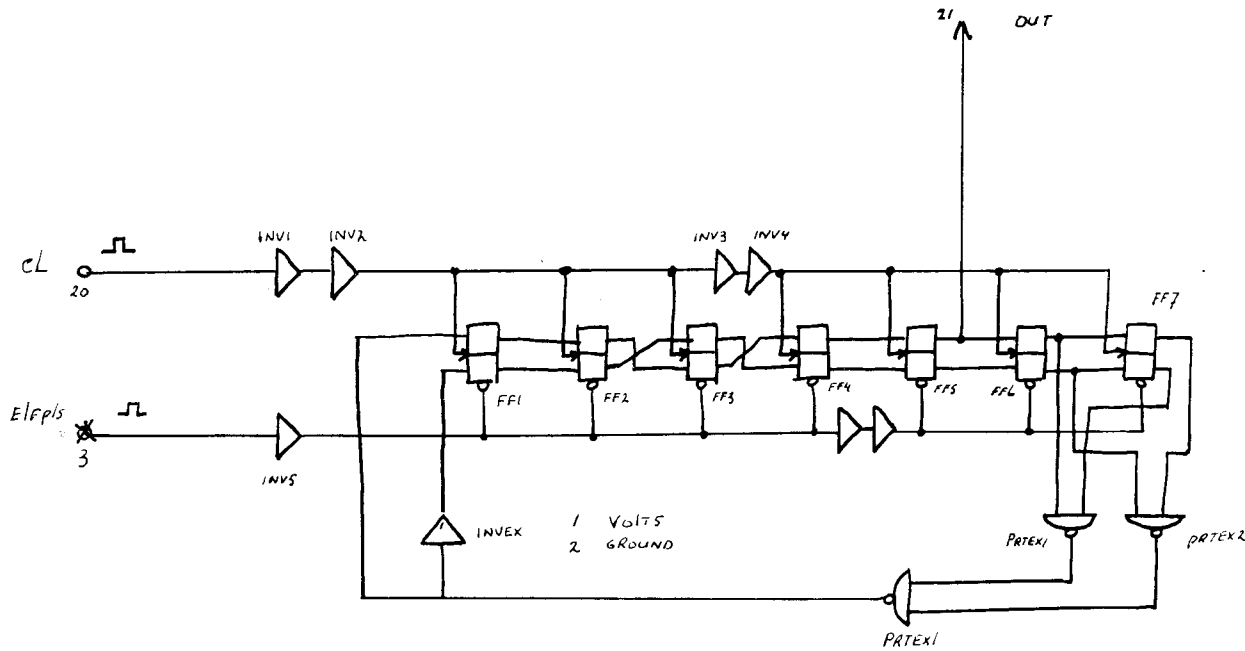 21
OUT
INV1
INV2
INV3
INV4
CL
20
FF7
FF1
FF2
FF3
FF4
FF5
FF6
3
INV5
1
INVEX
1 VOLTS
2 GROUND
PRTEX1
PRTEX2
PRTEX1